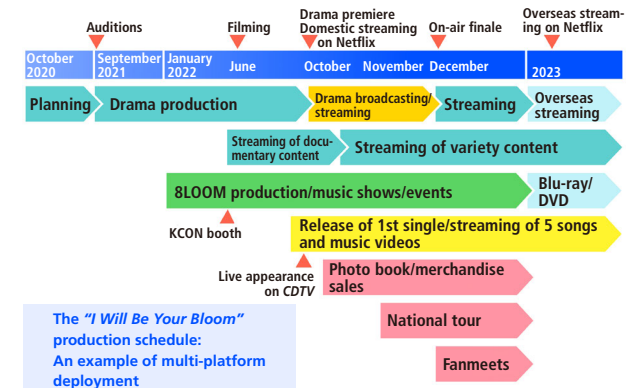 Auditions
Filming
Drama premiere
Domestic streaming
on Netflix
On-air finale
Overseas stream-
ing on Netflix
October
2020
September
2021
January
2022
June
October
November
December
2023
Planning
Drama production
Drama broadcasting/
streaming
Streaming
Overseas
streaming
Streaming of docu-
mentary content
Streaming of variety content
8LOOM production/music shows/events
Blu-ray/
DVD
KCON booth
Release of 1st single/streaming of 5 songs
and music videos
Live appearance
on CDTV
Photo book/merchandise
sales
National tour
Fanmeets
The “I Will Be Your Bloom”
production schedule:
An example of multi-platform
deployment